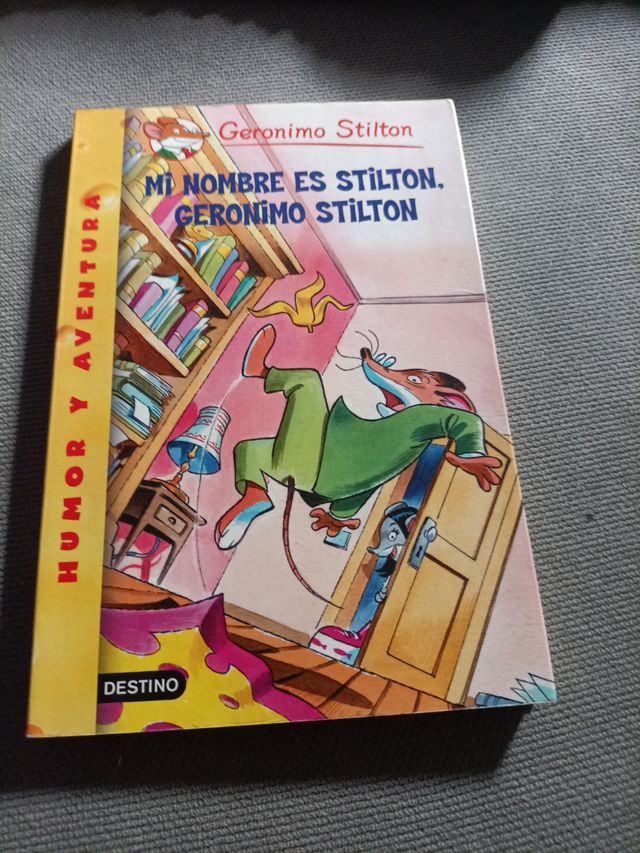 Geronimo Stilton
MI NOMBRE ES STILTON,
GERONIMO STILTON
HUMOR Y AVENTURA
DESTINO